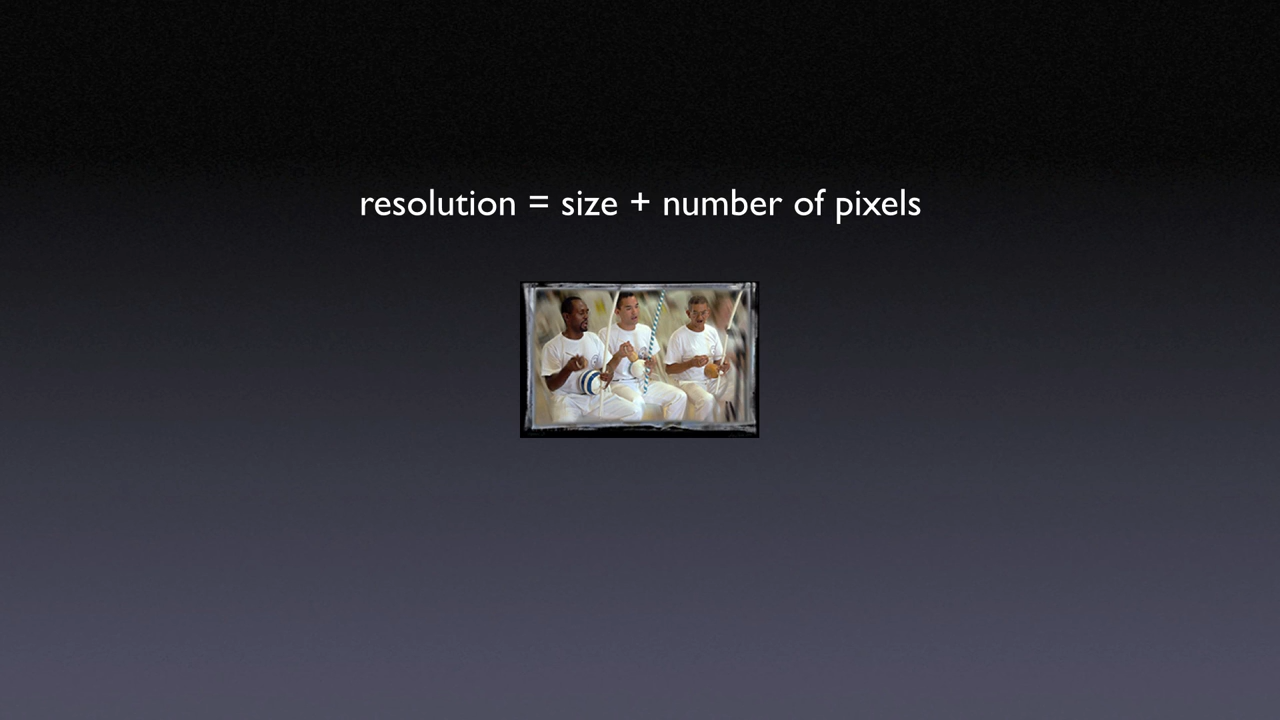 resolution = size + number of pixels